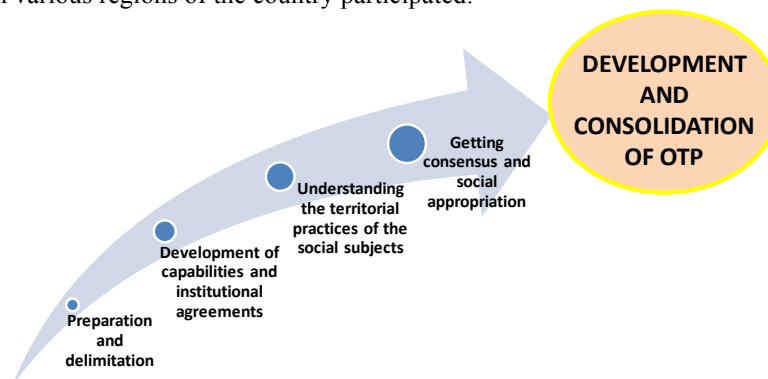 various regions of the country participated.
DEVELOPMENT
AND
CONSOLIDATION
OF OTP
Getting
consensus and
social
appropriation
Understanding
the territorial
practices of the
social subjects
Development of
capabilities and
institutional
agreements
Preparation
and
delimitation